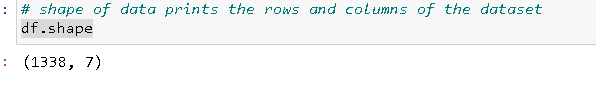 : # shape of data prints the rows and columns of the dataset
df.shape
: (1338, 7)